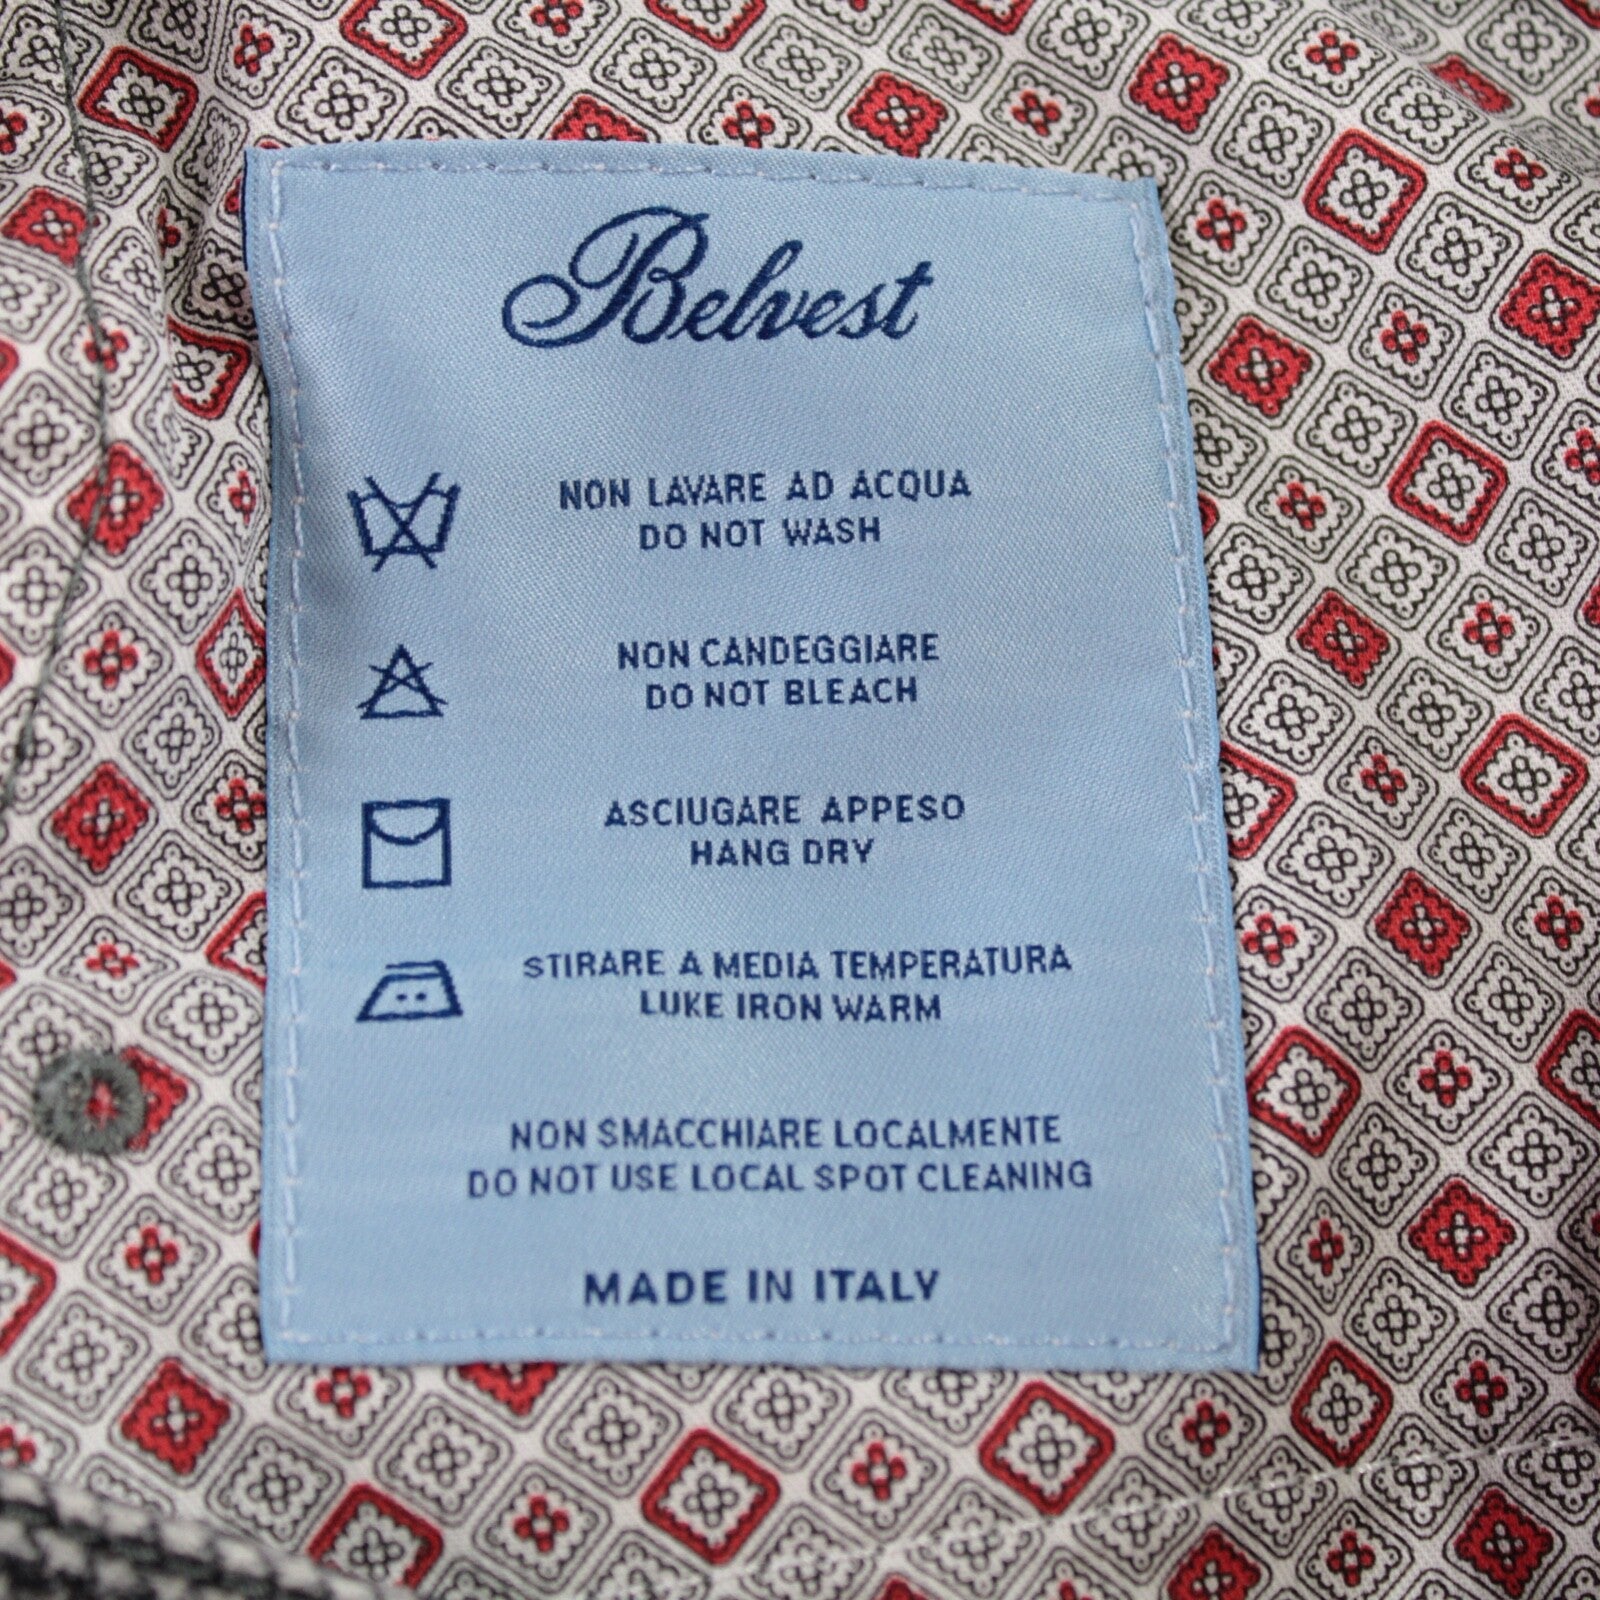 Belvest
NON LAVARE AD ACQUA
DO NOT WASH
NON CANDEGGIARE
DO NOT BLEACH
ASCIUGARE APPESO
HANG DRY
STIRARE A MEDIA TEMPERATURA
LUKE IRON WARM
NON SMACCHIARE LOCALMENTE
DO NOT USE LOCAL SPOT CLEANING
MADE IN ITALY